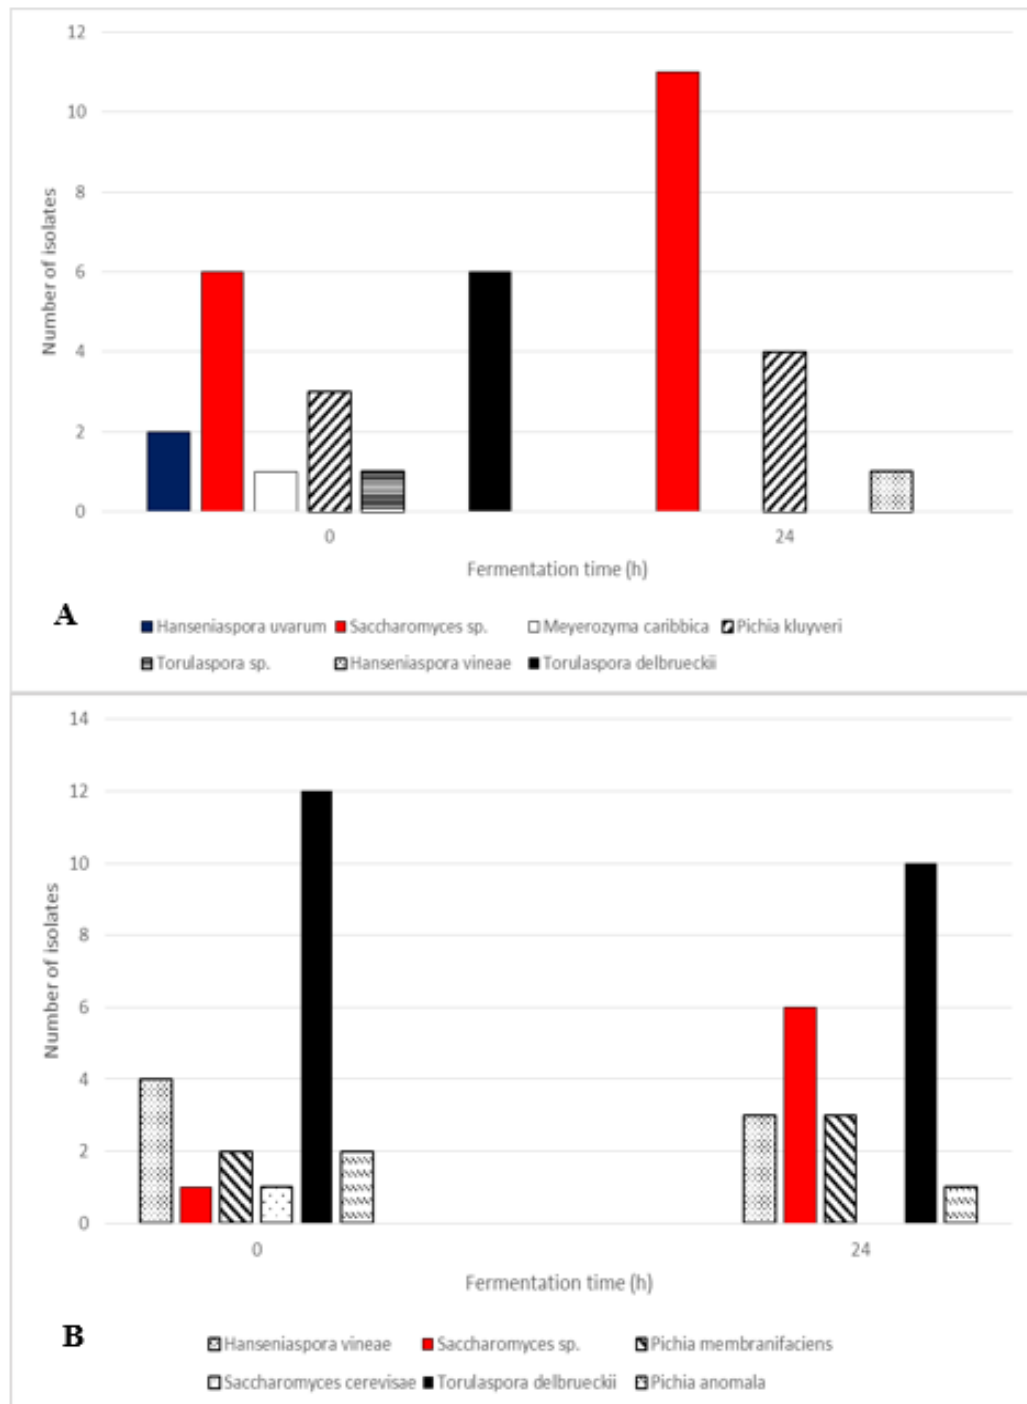 12
10
8
6
4
2
0
Number of isolates
0 24
Fermentation time (h)
A
Hanseniaspora uvarum Saccharomyces sp. Meyerozyma caribbica Pichia kluyveri
Torulaspora sp. Hanseniaspora vineae Torulaspora delbrueckii
14
12
10
8
6
4
2
0
Number of isolates
0 24
Fermentation time (h)
B
Hanseniaspora vineae Saccharomyces sp. Pichia membranifaciens
Saccharomyces cerevisae Torulaspora delbrueckii Pichia anomala